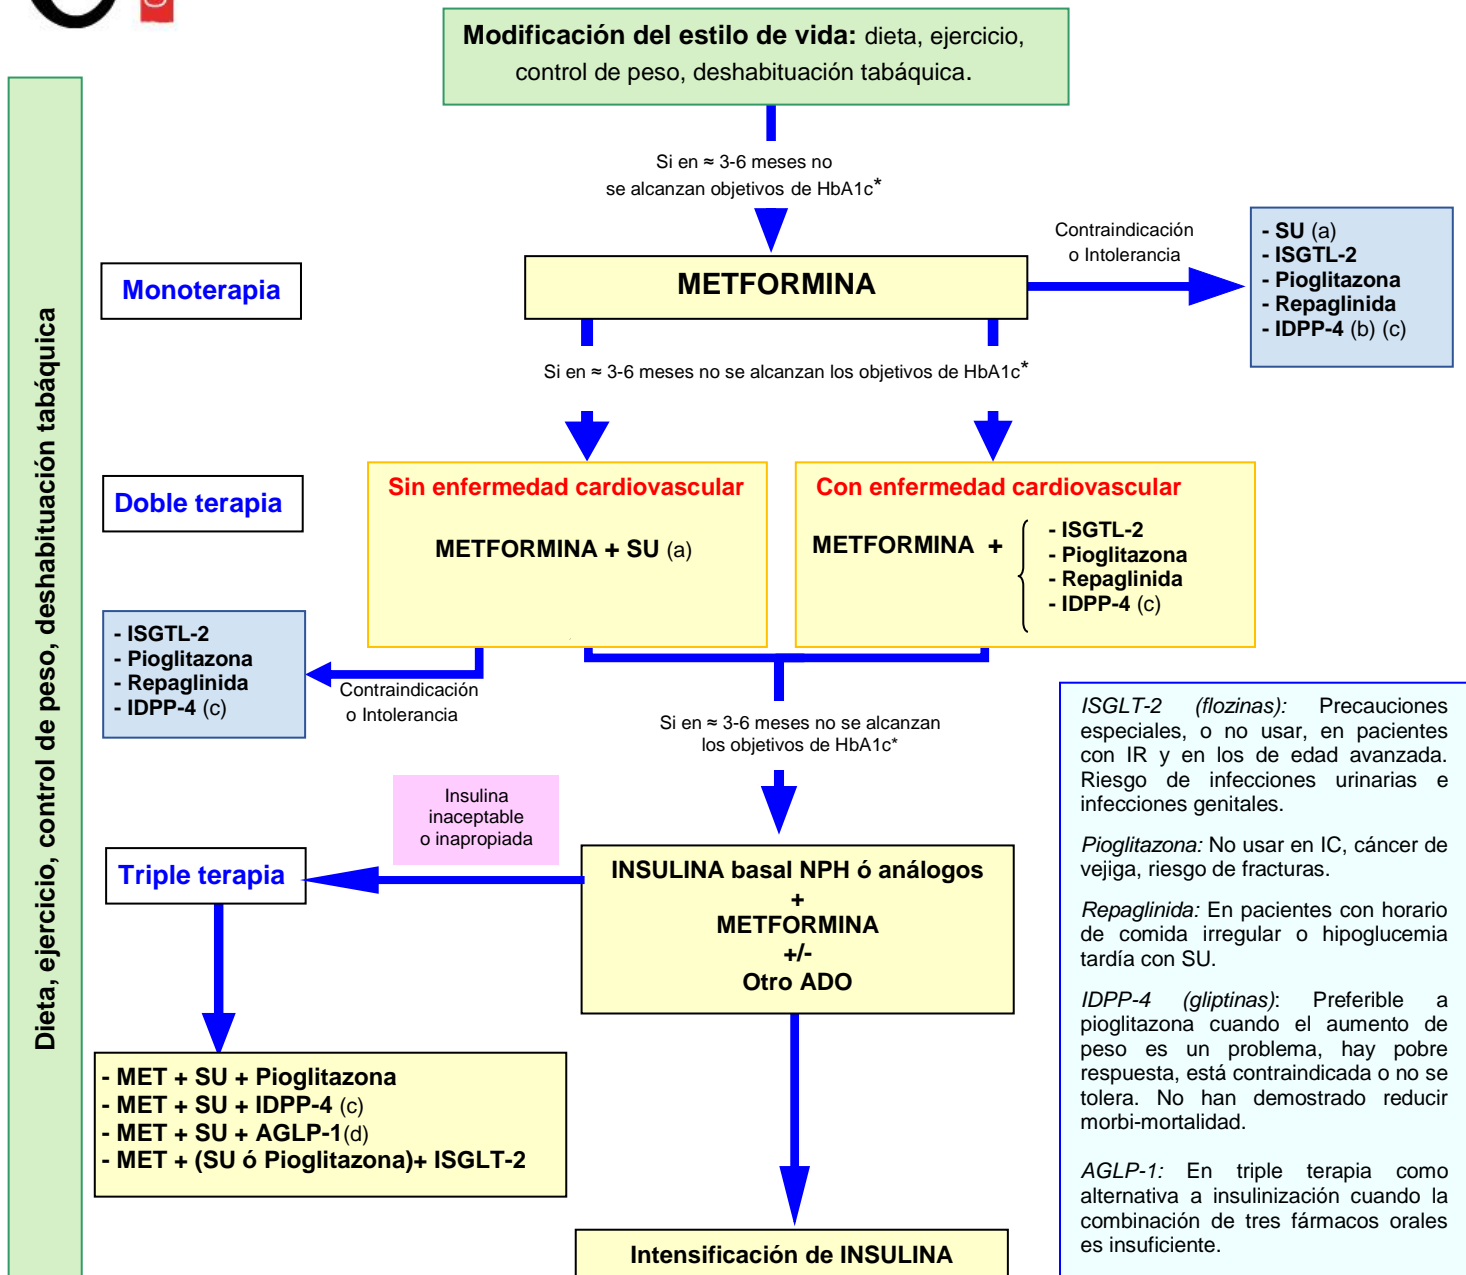 Modificación del estilo de vida: dieta, ejercicio,
control de peso, deshabituación tabáquica.
Dieta, ejercicio, control de peso, deshabituación tabáquica
Si en ≈ 3-6 meses no
se alcanzan objetivos de HbA1c*
Monoterapia
METFORMINA
Contraindicación
o Intolerancia
- SU (a)
- ISGTL-2
- Pioglitazona
- Repaglinida
- IDPP-4 (b) (c)
Si en ≈ 3-6 meses no se alcanzan los objetivos de HbA1c*
Doble terapia
Sin enfermedad cardiovascular
METFORMINA + SU (a)
Con enfermedad cardiovascular
METFORMINA +
- ISGTL-2
- Pioglitazona
- Repaglinida
- IDPP-4 (c)
- ISGTL-2
- Pioglitazona
- Repaglinida
- IDPP-4 (c)
Contraindicación
o Intolerancia
Si en ≈ 3-6 meses no se alcanzan
los objetivos de HbA1c*
Insulina
inaceptable
o inapropiada
Triple terapia
INSULINA basal NPH ó análogos
+
METFORMINA
+/-
Otro ADO
- MET + SU + Pioglitazona
- MET + SU + IDPP-4 (c)
- MET + SU + AGLP-1(d)
- MET + (SU ó Pioglitazona)+ ISGLT-2
Intensificación de INSULINA
ISGLT-2 (flozinas): Precauciones
especiales, o no usar, en pacientes
con IR y en los de edad avanzada.
Riesgo de infecciones urinarias e
infecciones genitales.
Pioglitazona: No usar en IC, cáncer de
vejiga, riesgo de fracturas.
Repaglinida: En pacientes con horario
de comida irregular o hipoglucemia
tardía con SU.
IDPP-4 (gliptinas): Preferible a
pioglitazona cuando el aumento de
peso es un problema, hay pobre
respuesta, está contraindicada o no se
tolera. No han demostrado reducir
morbi-mortalidad.
AGLP-1: En triple terapia como
alternativa a insulinización cuando la
combinación de tres fármacos orales
es insuficiente.